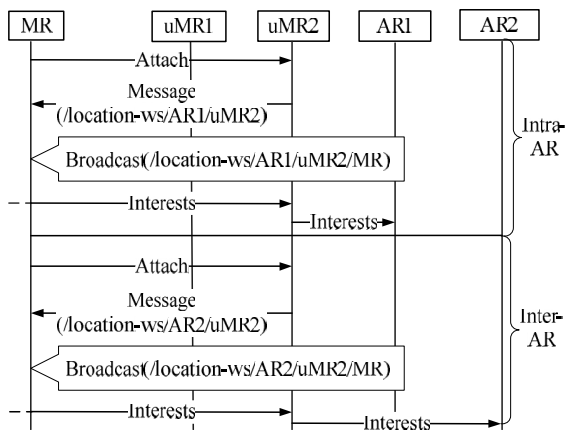 MR uMR1 uMR2 AR1 AR2
Attach
Message
(/location-ws/AR1/uMR2)
Intra-
AR
Broadcast(/location-ws/AR1/uMR2/MR)
Interests
Interests
Attach
Message
(/location-ws/AR2/uMR2)
Inter-
AR
Broadcast(/location-ws/AR2/uMR2/MR)
Interests
Interests